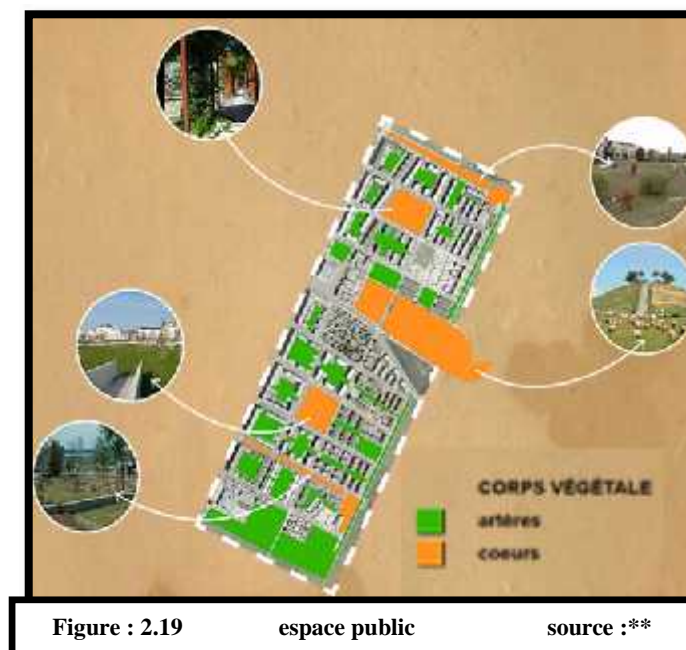 CORPS VÉGÉTALE
artères
coeurs
Figure : 2.19 espace public source :**